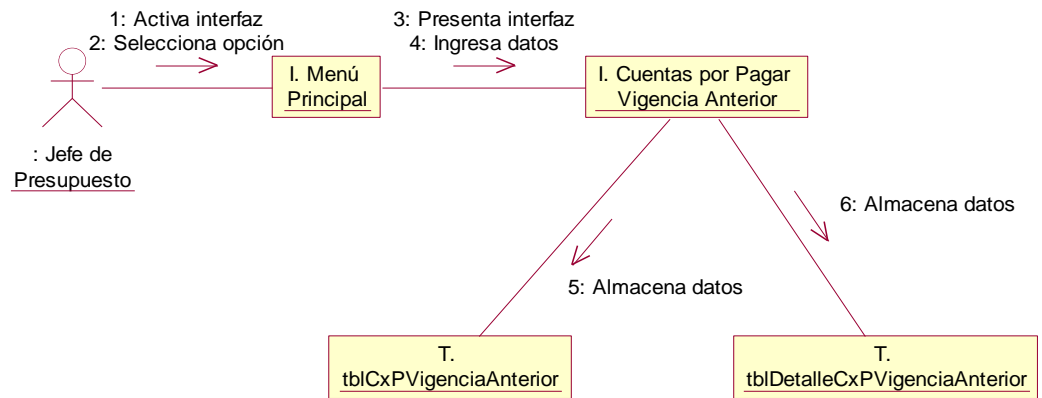 1: Activa interfaz
2: Selecciona opción
3: Presenta interfaz
4: Ingresa datos
I. Menú
Principal
I. Cuentas por Pagar
Vigencia Anterior
: Jefe de
Presupuesto
6: Almacena datos
5: Almacena datos
T.
tblCxPVigenciaAnterior
T.
tblDetalleCxPVigenciaAnterior